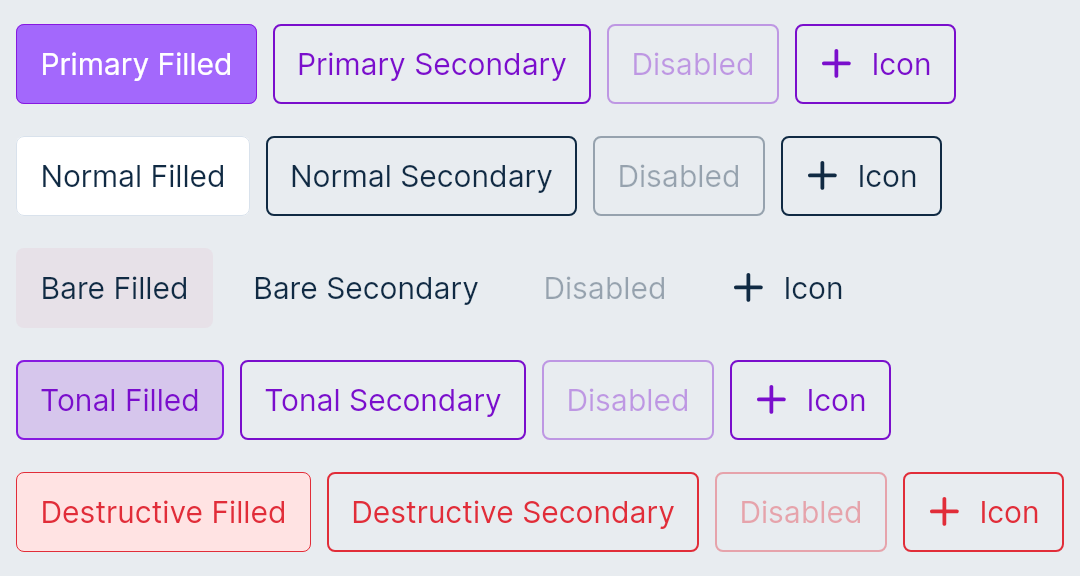 Primary Filled Primary Secondary Disabled Icon
Normal Filled Normal Secondary Disabled Icon
Bare Filled Bare Secondary Disabled Icon
Tonal Filled Tonal Secondary Disabled Icon
Destructive Filled Destructive Secondary Disabled Icon